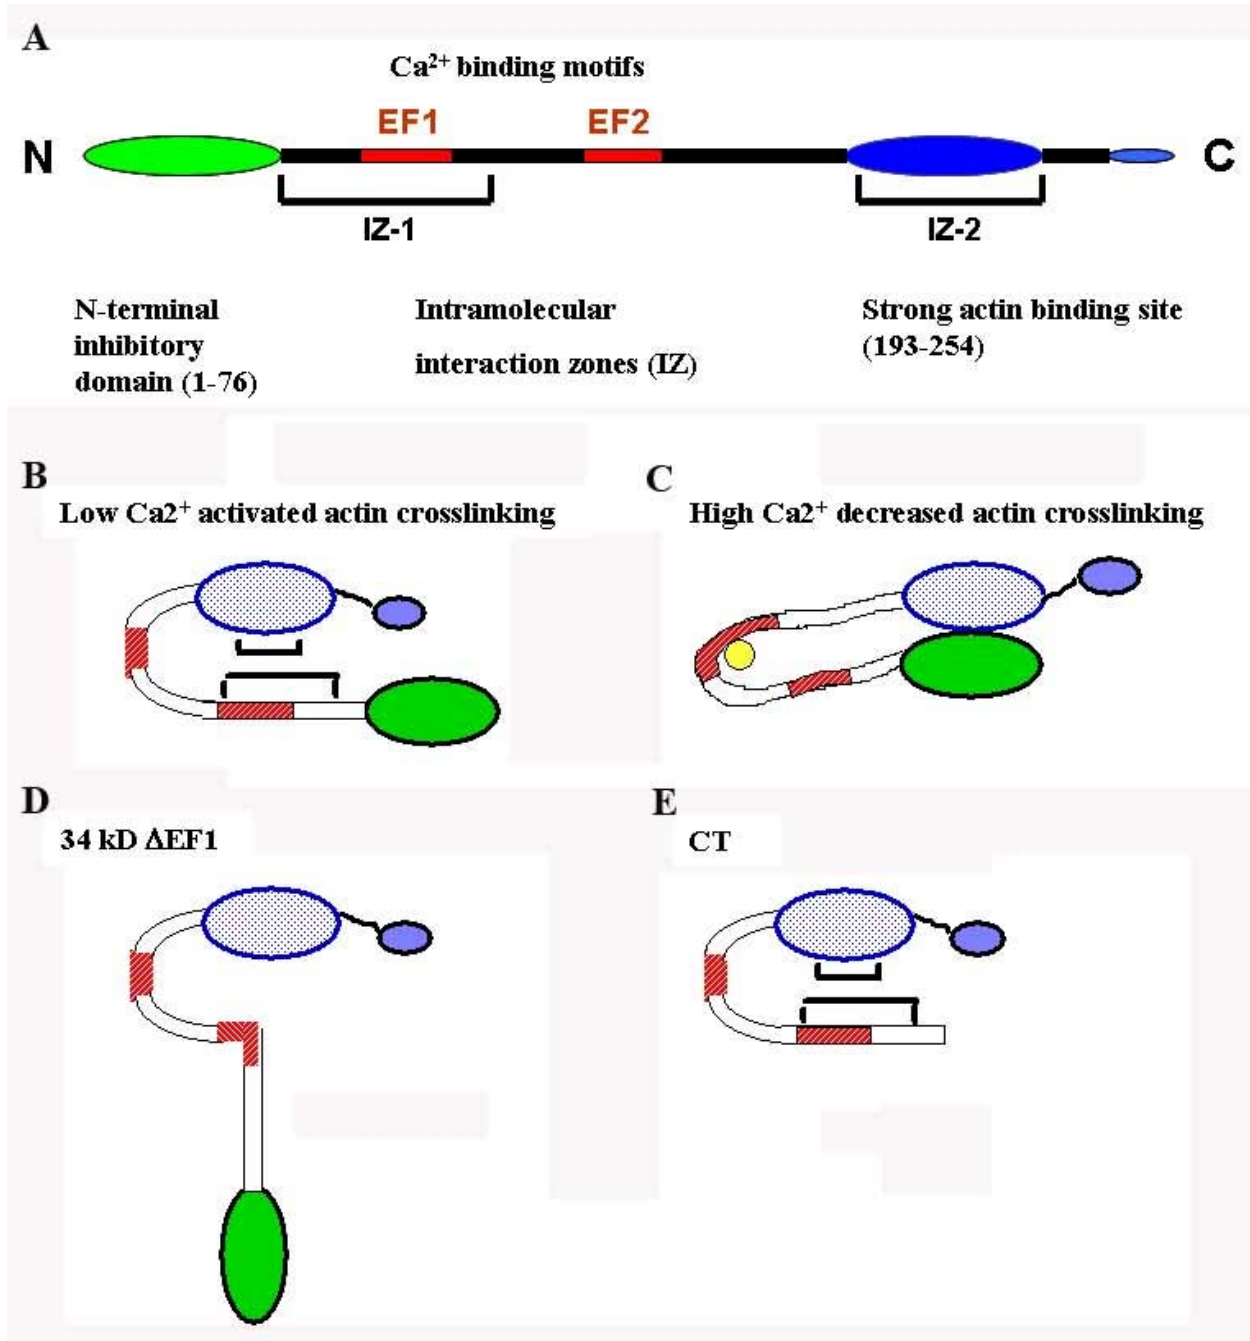 A
Ca²⁺ binding motifs
EF1 EF2
N C
IZ-1 IZ-2
N-terminal
inhibitory
domain (1-76)
Intramolecular
interaction zones (IZ)
Strong actin binding site
(193-254)
B
Low Ca2⁺ activated actin crosslinking
C
High Ca2⁺ decreased actin crosslinking
D
34 kD ΔEF1
E
CT